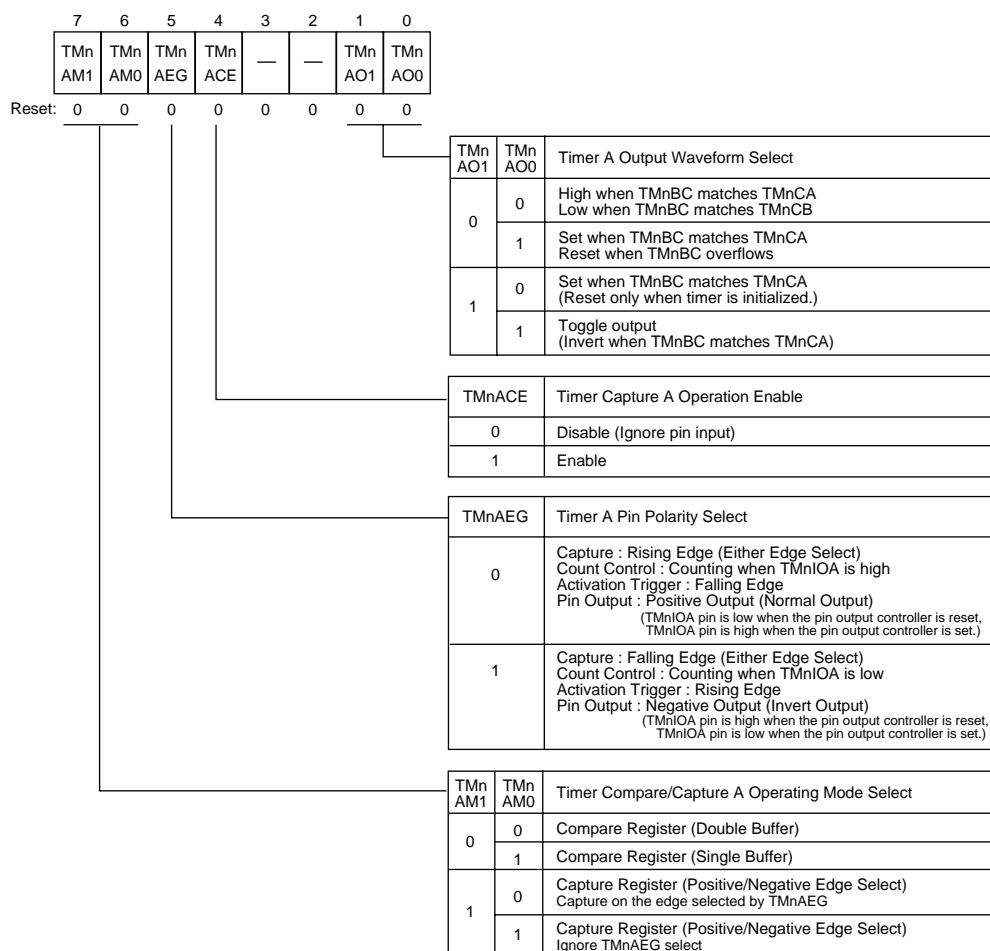 7 6 5 4 3 2 1 0
TMn TMn TMn TMn — — TMn TMn
AM1 AM0 AEG ACE AO1 AO0
Reset: 0 0 0 0 0 0 0 0
TMn TMn Timer A Output Waveform Select
AO1 AO0
0 0 High when TMnBC matches TMnCA
Low when TMnBC matches TMnCB
1 Set when TMnBC matches TMnCA
Reset when TMnBC overflows
1 0 Set when TMnBC matches TMnCA
(Reset only when timer is initialized.)
1 Toggle output
(Invert when TMnBC matches TMnCA)
TMnACE Timer Capture A Operation Enable
0 Disable (Ignore pin input)
1 Enable
TMnAEG Timer A Pin Polarity Select
0 Capture : Rising Edge (Either Edge Select)
Count Control : Counting when TMnIOA is high
Activation Trigger : Falling Edge
Pin Output : Positive Output (Normal Output)
(TMnIOA pin is low when the pin output controller is reset,
TMnIOA pin is high when the pin output controller is set.)
1 Capture : Falling Edge (Either Edge Select)
Count Control : Counting when TMnIOA is low
Activation Trigger : Rising Edge
Pin Output : Negative Output (Invert Output)
(TMnIOA pin is high when the pin output controller is reset,
TMnIOA pin is low when the pin output controller is set.)
TMn TMn Timer Compare/Capture A Operating Mode Select
AM1 AM0
0 0 Compare Register (Double Buffer)
1 Compare Register (Single Buffer)
1 0 Capture Register (Positive/Negative Edge Select)
Capture on the edge selected by TMnAEG
1 Capture Register (Positive/Negative Edge Select)
Ignore TMnAEG select